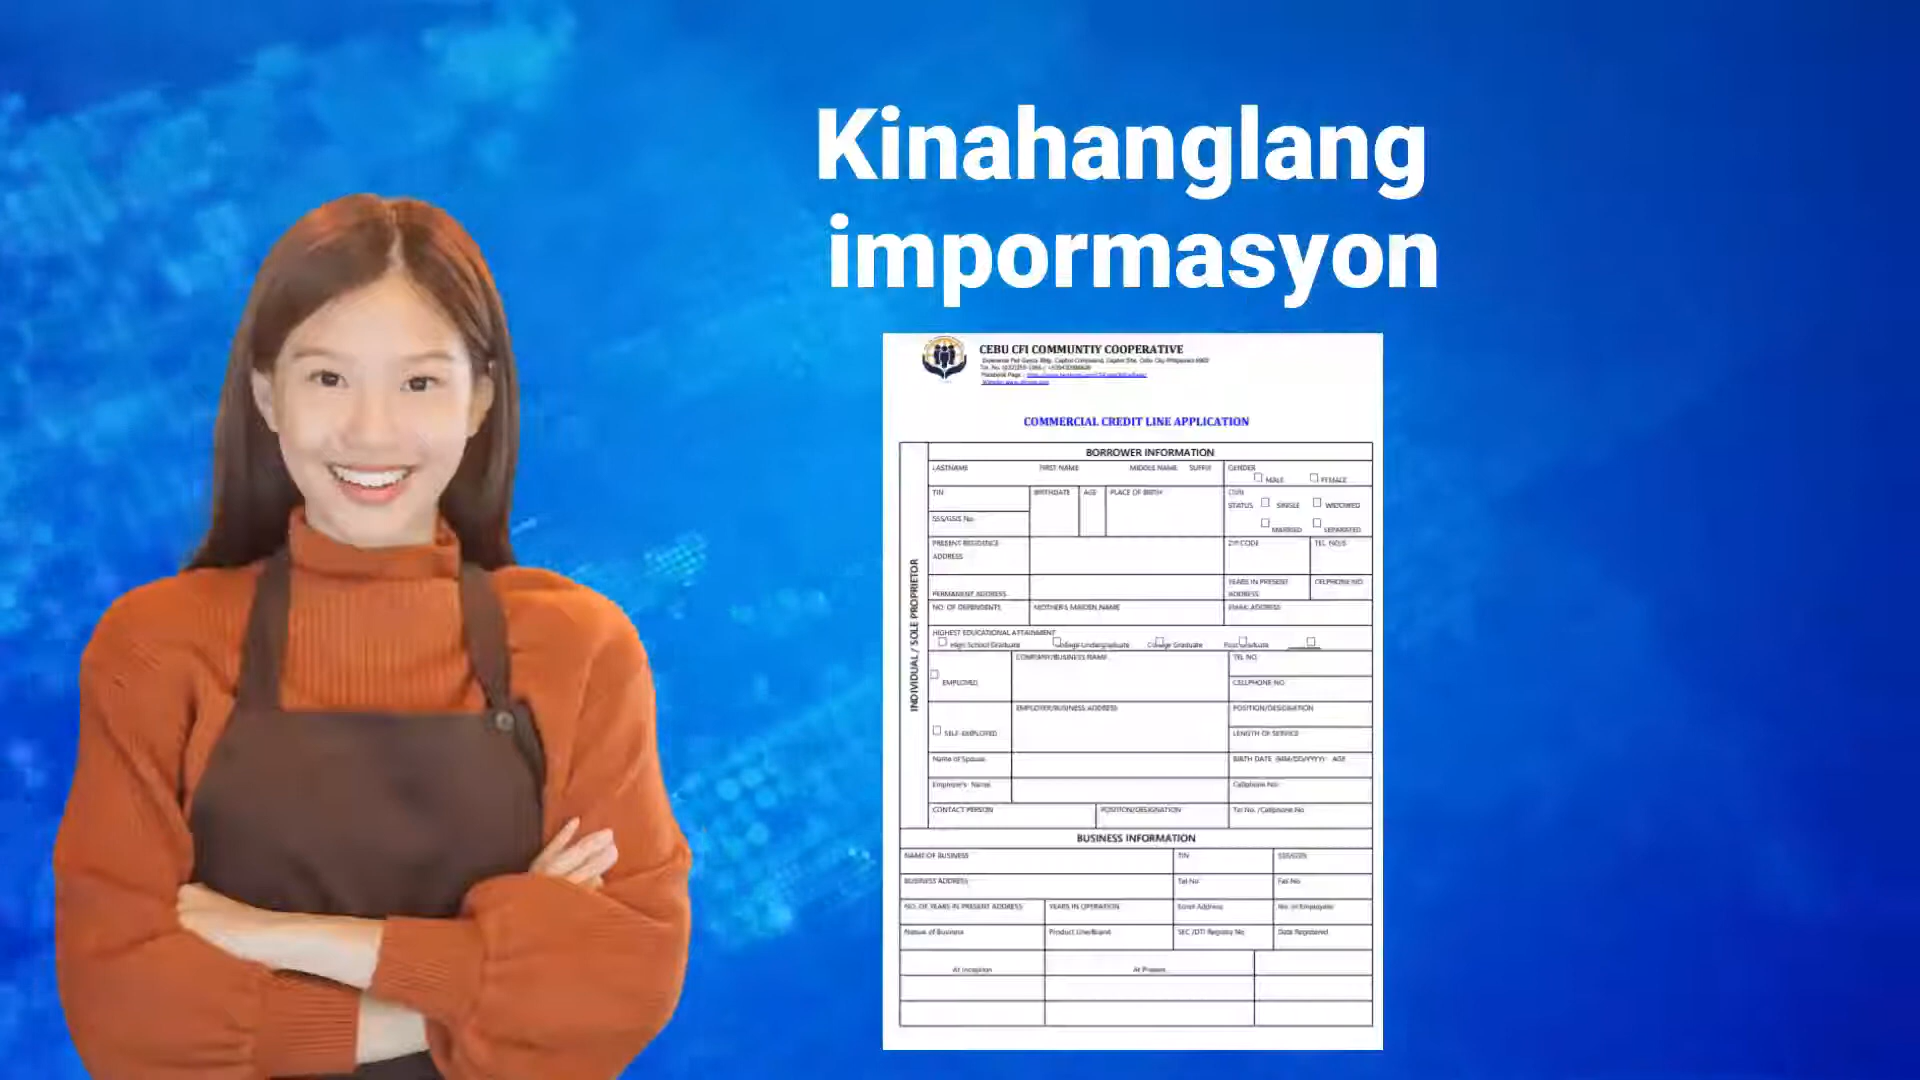 Kinahanglang
impormasyon
CEBU CFI COMMUNTIY COOPERATIVE
COMMERCIAL CREDIT LINE APPLICATION
BORROWER INFORMATION
LASTNAME FIRST NAME MIDDLE NAME SUFFIX GENDER
MALE FEMALE
TIN BIRTHDATE AGE PLACE OF BIRTH CIVIL
STATUS SINGLE WIDOWED
SSS/GSIS No.
MARRIED SEPARATED
PRESENT RESIDENCE ZIP CODE TEL. NO/S
ADDRESS
YEARS IN PRESENT CELPHONE NO.
PERMANENT ADDRESS ADDRESS
NO. OF DEPENDENTS MOTHER'S MAIDEN NAME EMAIL ADDRESS
HIGHEST EDUCATIONAL ATTAINMENT
High School Graduate College Undergraduate College Graduate Post Graduate
INDIVIDUAL / SOLE PROPRIETOR
COMPANY/BUSINESS NAME TEL NO.
EMPLOYED CELLPHONE NO.
EMPLOYER/BUSINESS ADDRESS POSITION/DESIGNATION
SELF-EMPLOYED LENGTH OF SERVICE
Name of Spouse BIRTH DATE (MM/DD/YYYY) AGE
Employer's Name Cellphone No.
CONTACT PERSON POSITION/DESIGNATION Tel No. /Cellphone No.
BUSINESS INFORMATION
NAME OF BUSINESS TIN SSS/GSIS
BUSINESS ADDRESS Tel No. Fax No.
NO. OF YEARS IN PRESENT ADDRESS YEARS IN OPERATION Email Address No. of Employees
Nature of Business Product Line/Brand SEC /DTI Registry No. Date Registered
At Inception At Present